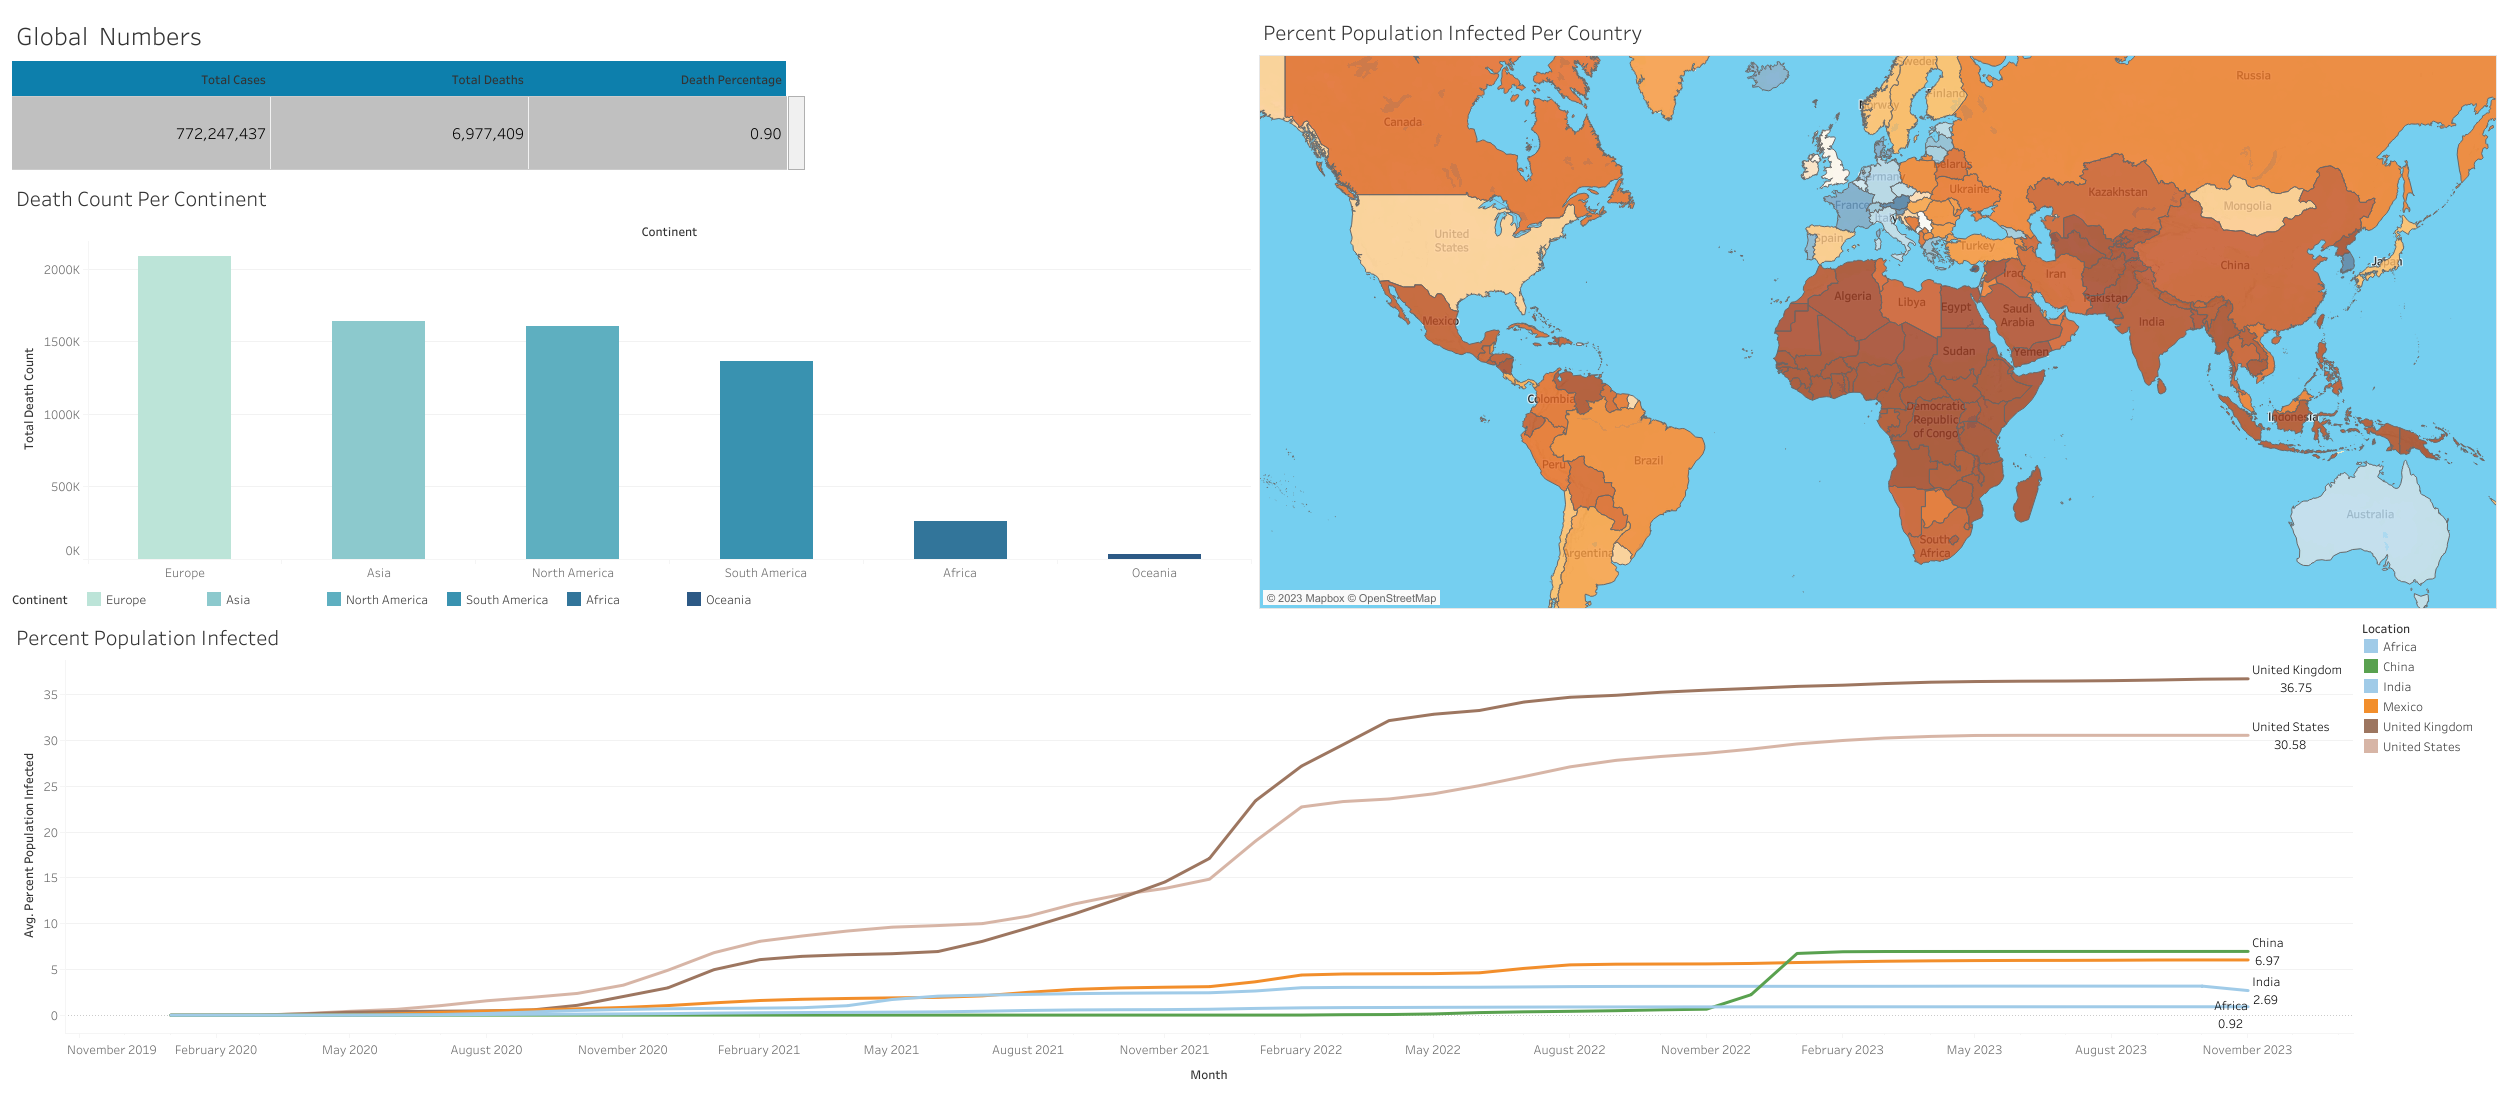 Global Numbers
Total Cases Total Deaths Death Percentage
772,247,437 6,977,409 0.90
Death Count Per Continent
Continent
Total Death Count
2000K
1500K
1000K
500K
0K
Europe Asia North America South America Africa Oceania
Continent Europe Asia North America South America Africa Oceania
Percent Population Infected Per Country
Sweden
Russia
Finland
Norway
Canada
Belarus
Germany
Ukraine
Kazakhstan
France
Mongolia
Italy
United
States
Spain
Turkey
Japan
China
Iraq
Iran
Algeria
Libya
Egypt
Pakistan
Saudi
Arabia
Mexico
India
Sudan
Yemen
Colombia
Democratic
Republic
of Congo
Indonesia
Peru
Brazil
Australia
South
Africa
Argentina
© 2023 Mapbox © OpenStreetMap
Percent Population Infected
Avg. Percent Population Infected
35
30
25
20
15
10
5
0
United Kingdom
36.75
United States
30.58
China
6.97
India
2.69
Africa
0.92
November 2019 February 2020 May 2020 August 2020 November 2020 February 2021 May 2021 August 2021 November 2021 February 2022 May 2022 August 2022 November 2022 February 2023 May 2023 August 2023 November 2023
Month
Location
Africa
China
India
Mexico
United Kingdom
United States